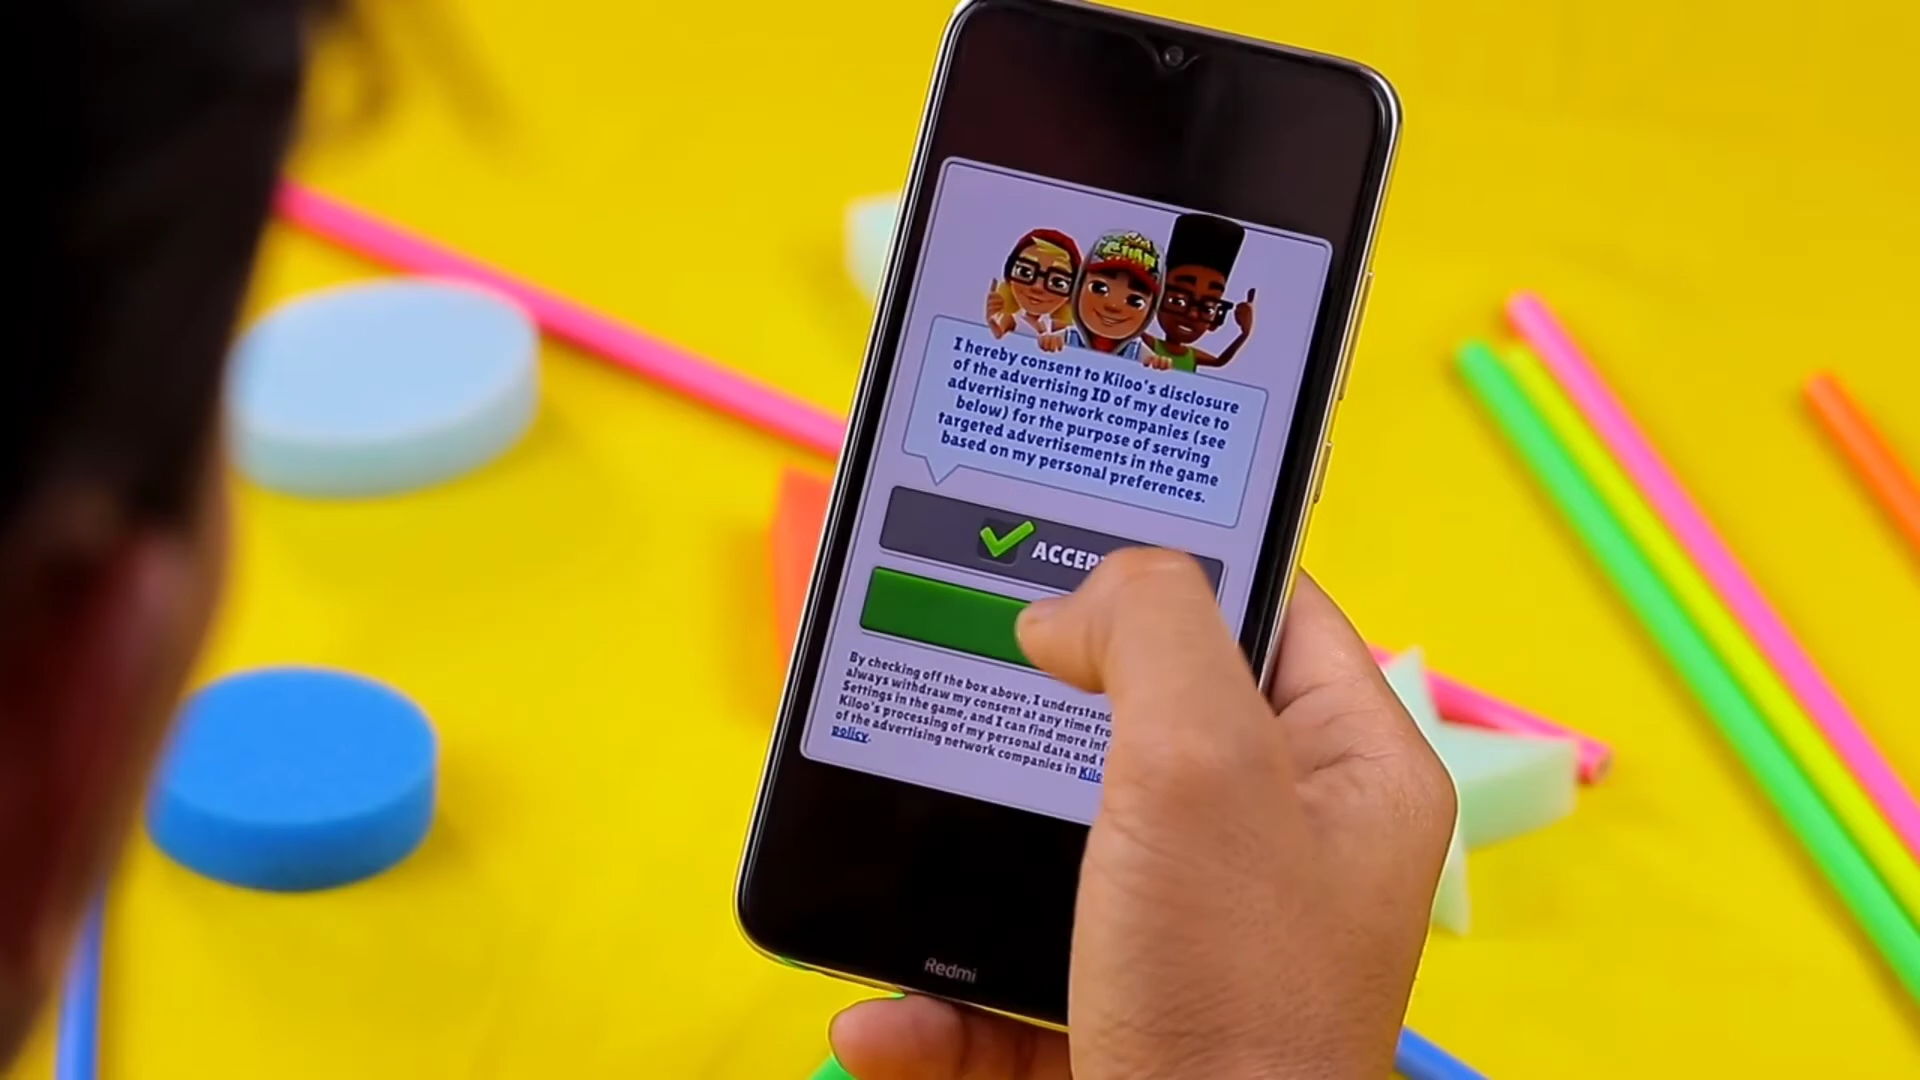 I hereby consent to Kiloo's disclosure
of the advertising ID of my device to
advertising network companies (see
below) for the purpose of serving
targeted advertisements in the game
based on my personal preferences.
ACCEP
By checking off the box above, I understand
always withdraw my consent at any time
Settings in the game, and I can find more
Kiloo's processing of my personal data and
of the advertising network companies in
policy.
Redmi